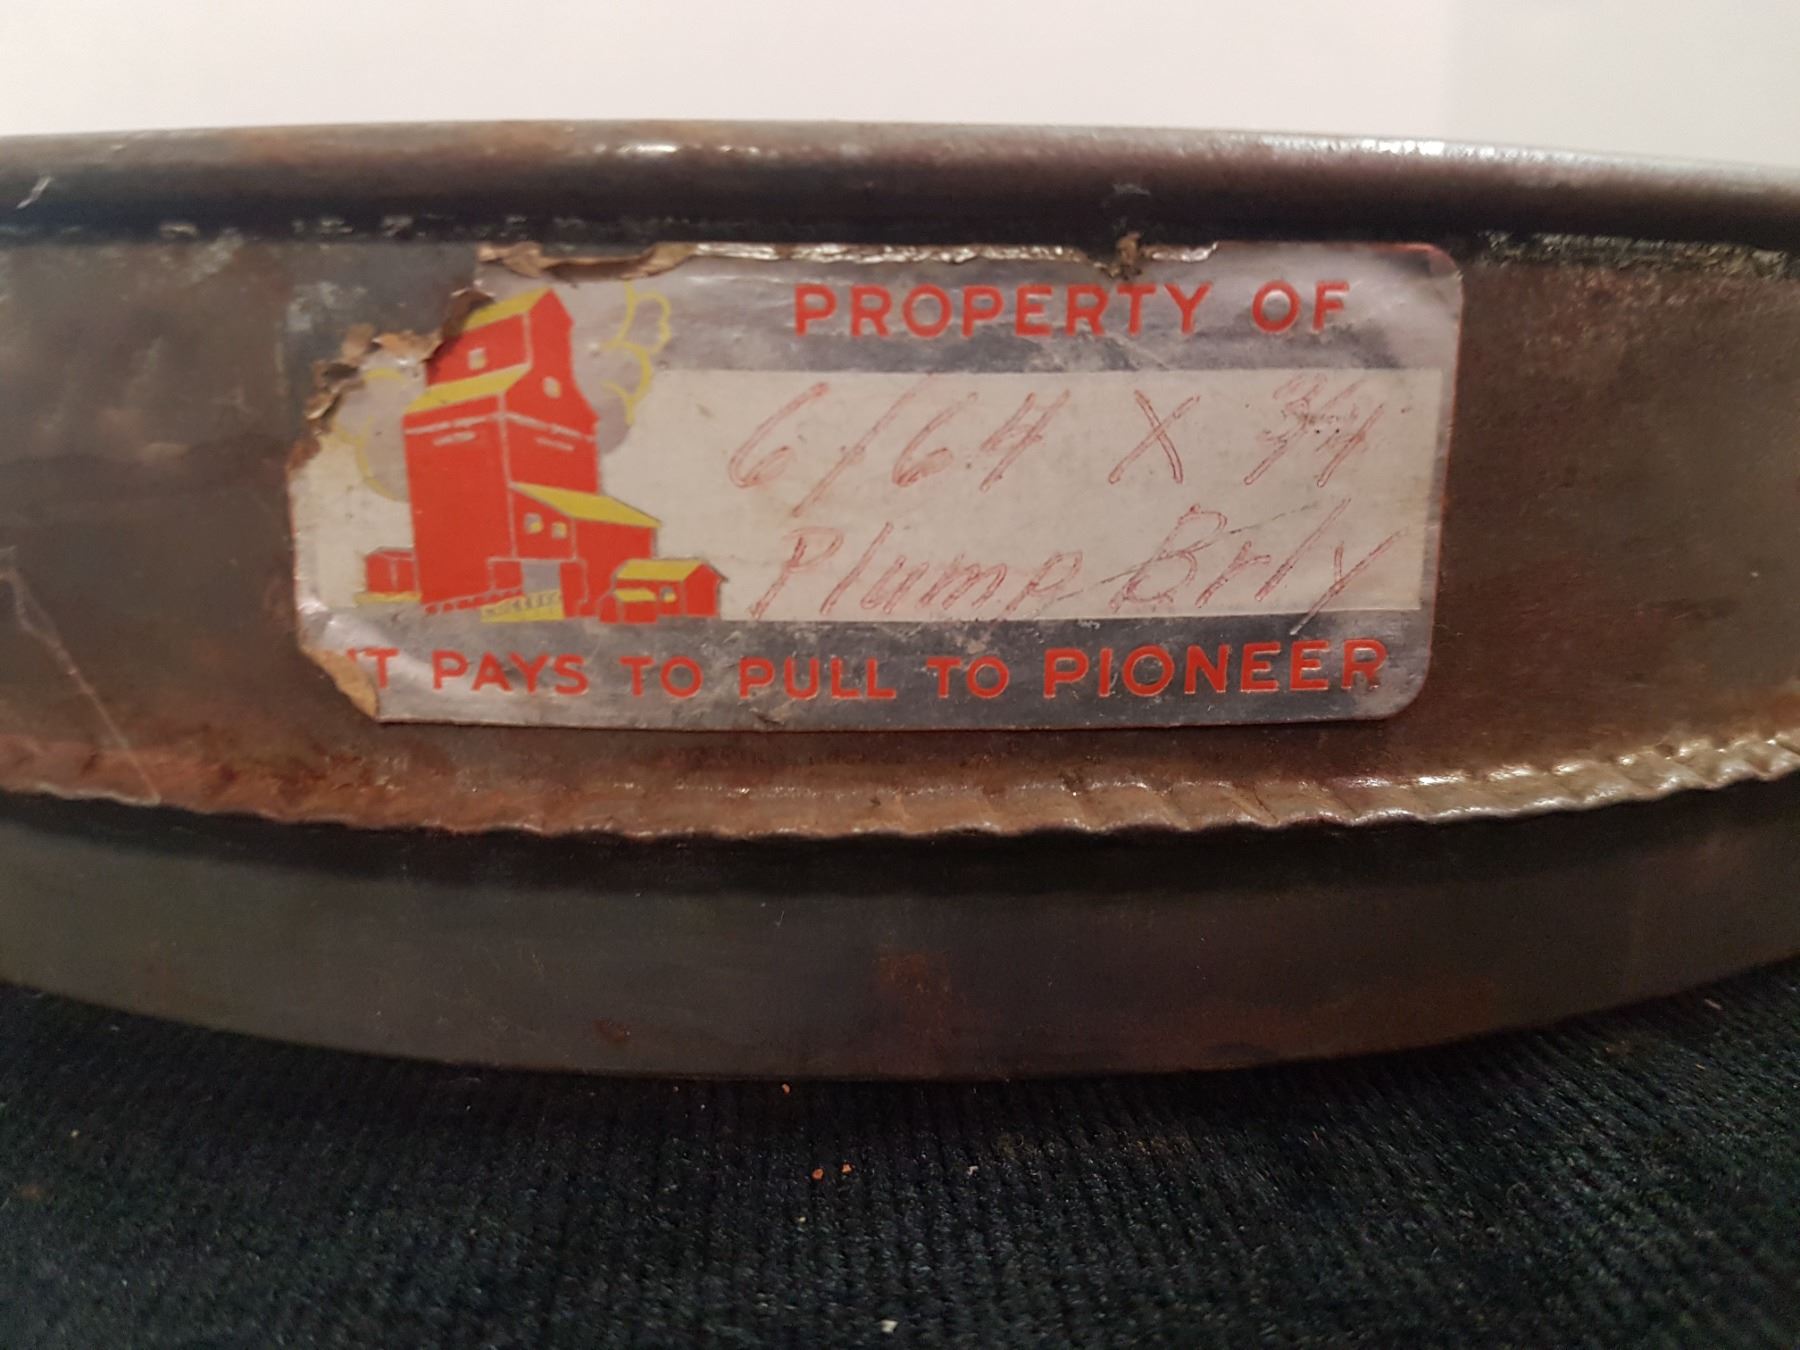 PROPERTY OF
6/64 X 3/4
Plump Brly
IT PAYS TO PULL TO PIONEER